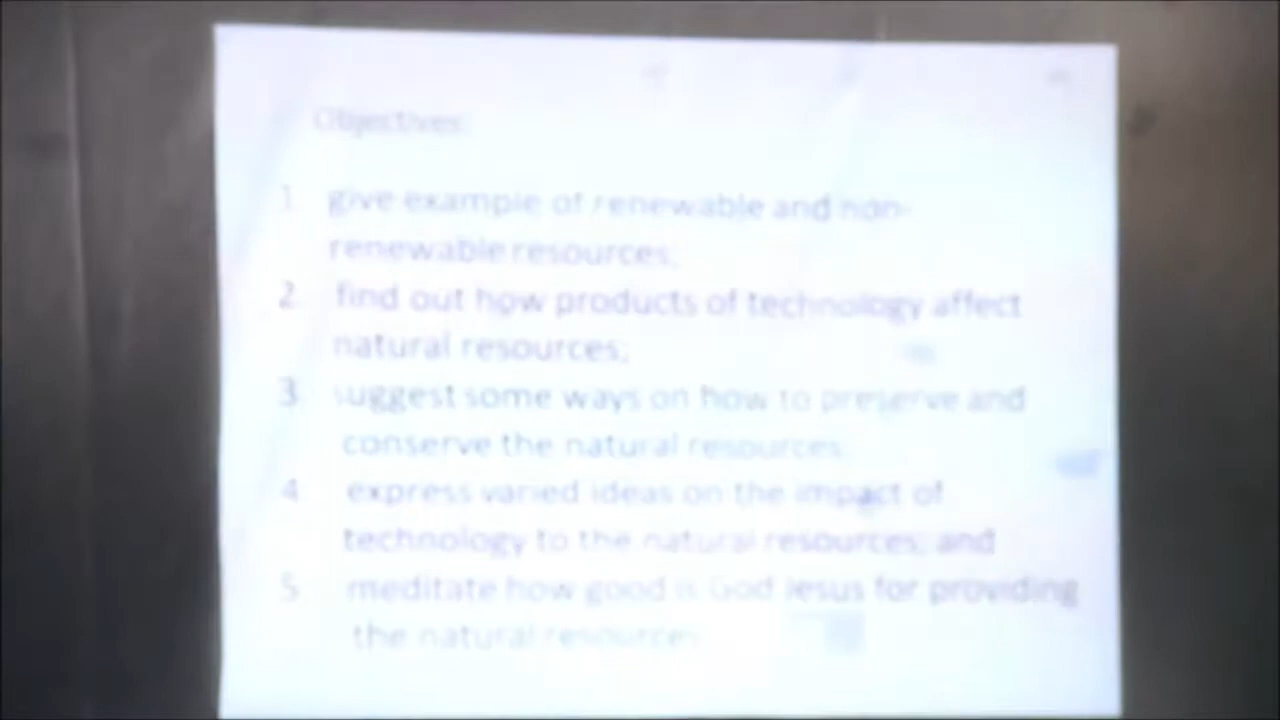 Objectives:
1. give example of renewable and non-
renewable resources;
2. find out how products of technology affect
natural resources;
3. suggest some ways on how to preserve and
conserve the natural resources;
4. express varied ideas on the impact of
technology to the natural resources; and
5. meditate how good is God Jesus for providing
the natural resources.